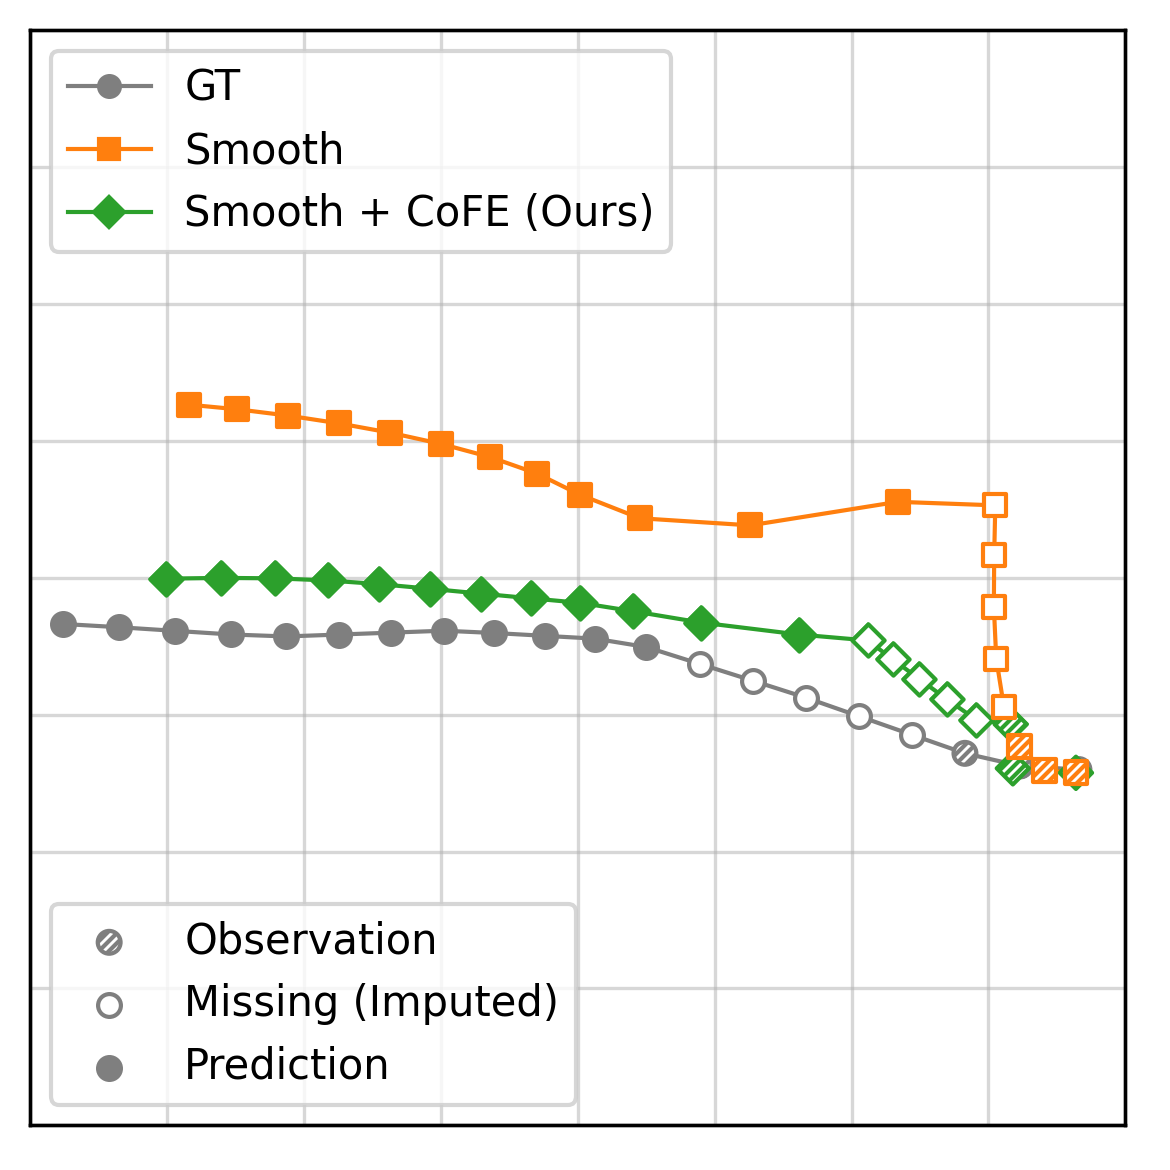 GT
Smooth
Smooth + CoFE (Ours)
Observation
Missing (Imputed)
Prediction